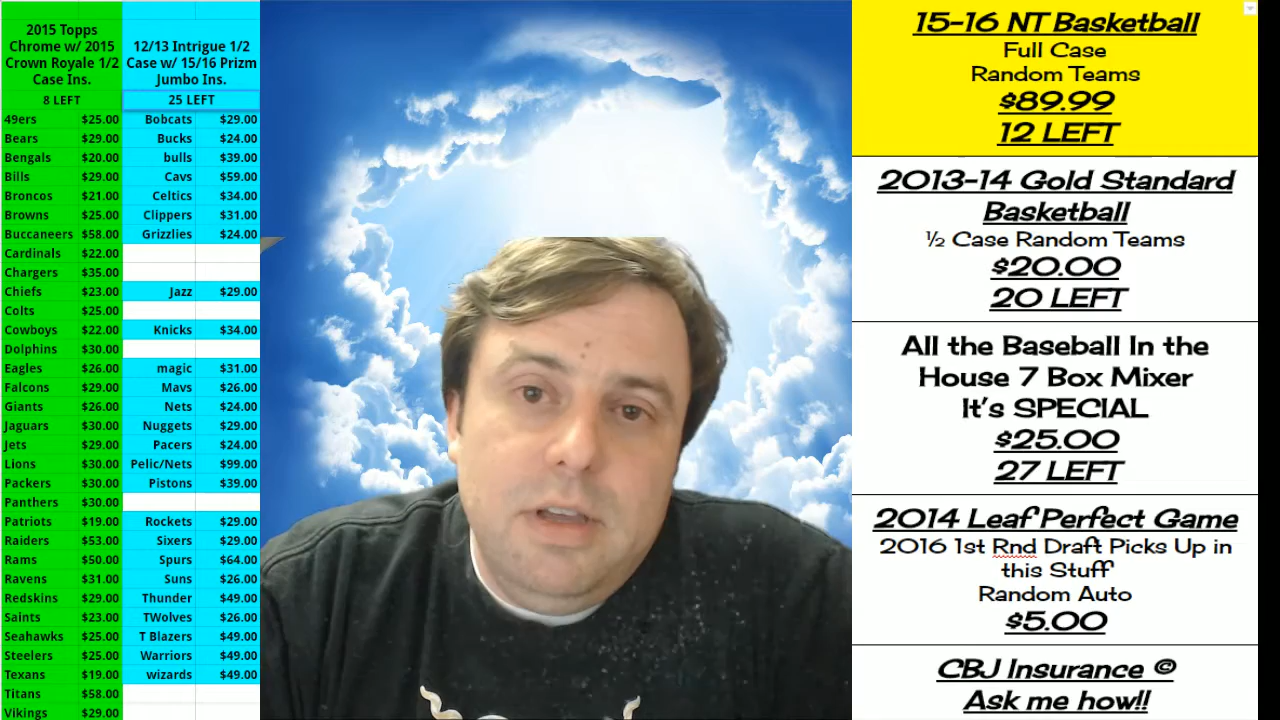 2015 Topps
Chrome w/ 2015
Crown Royale 1/2
Case Ins.
8 LEFT
49ers $25.00
Bears $29.00
Bengals $20.00
Bills $29.00
Broncos $21.00
Browns $25.00
Buccaneers $58.00
Cardinals $22.00
Chargers $35.00
Chiefs $23.00
Colts $25.00
Cowboys $22.00
Dolphins $30.00
Eagles $26.00
Falcons $29.00
Giants $26.00
Jaguars $30.00
Jets $29.00
Lions $30.00
Packers $30.00
Panthers $30.00
Patriots $19.00
Raiders $53.00
Rams $50.00
Ravens $31.00
Redskins $29.00
Saints $23.00
Seahawks $25.00
Steelers $25.00
Texans $19.00
Titans $58.00
Vikings $29.00
12/13 Intrigue 1/2
Case w/ 15/16 Prizm
Jumbo Ins.
25 LEFT
Bobcats $29.00
Bucks $24.00
bulls $39.00
Cavs $59.00
Celtics $34.00
Clippers $31.00
Grizzlies $24.00
Jazz $29.00
Knicks $34.00
magic $31.00
Mavs $26.00
Nets $24.00
Nuggets $29.00
Pacers $24.00
Pelic/Nets $99.00
Pistons $39.00
Rockets $29.00
Sixers $29.00
Spurs $64.00
Suns $26.00
Thunder $49.00
TWolves $26.00
T Blazers $49.00
Warriors $49.00
wizards $49.00
15-16 NT Basketball
Full Case
Random Teams
$89.99
12 LEFT
2013-14 Gold Standard
Basketball
½ Case Random Teams
$20.00
20 LEFT
All the Baseball In the
House 7 Box Mixer
It's SPECIAL
$25.00
27 LEFT
2014 Leaf Perfect Game
2016 1st Rnd Draft Picks Up in
this Stuff
Random Auto
$5.00
CBJ Insurance ©
Ask me how!!